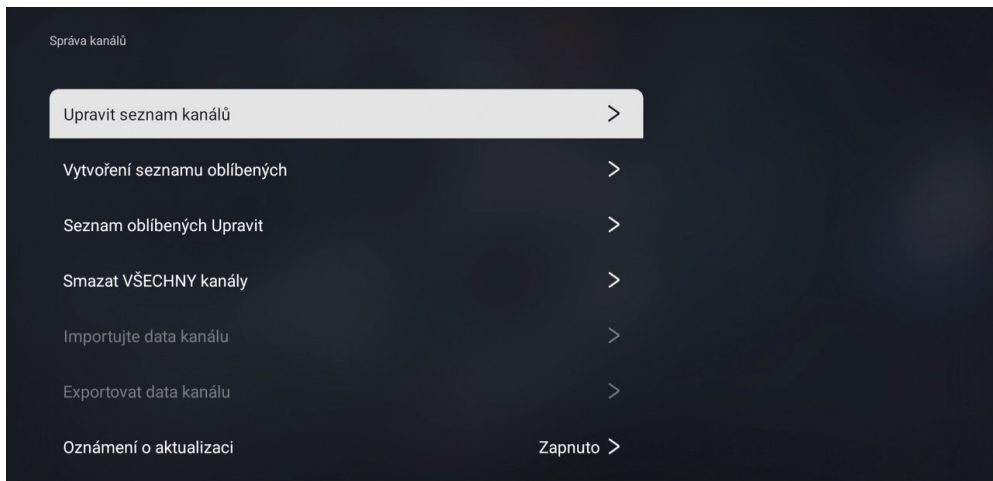 Správa kanálů
Upravit seznam kanálů
Vytvoření seznamu oblíbených
Seznam oblíbených Upravit
Smazat VŠECHNY kanály
Importujte data kanálu
Exportovat data kanálu
Oznámení o aktualizaci Zapnuto